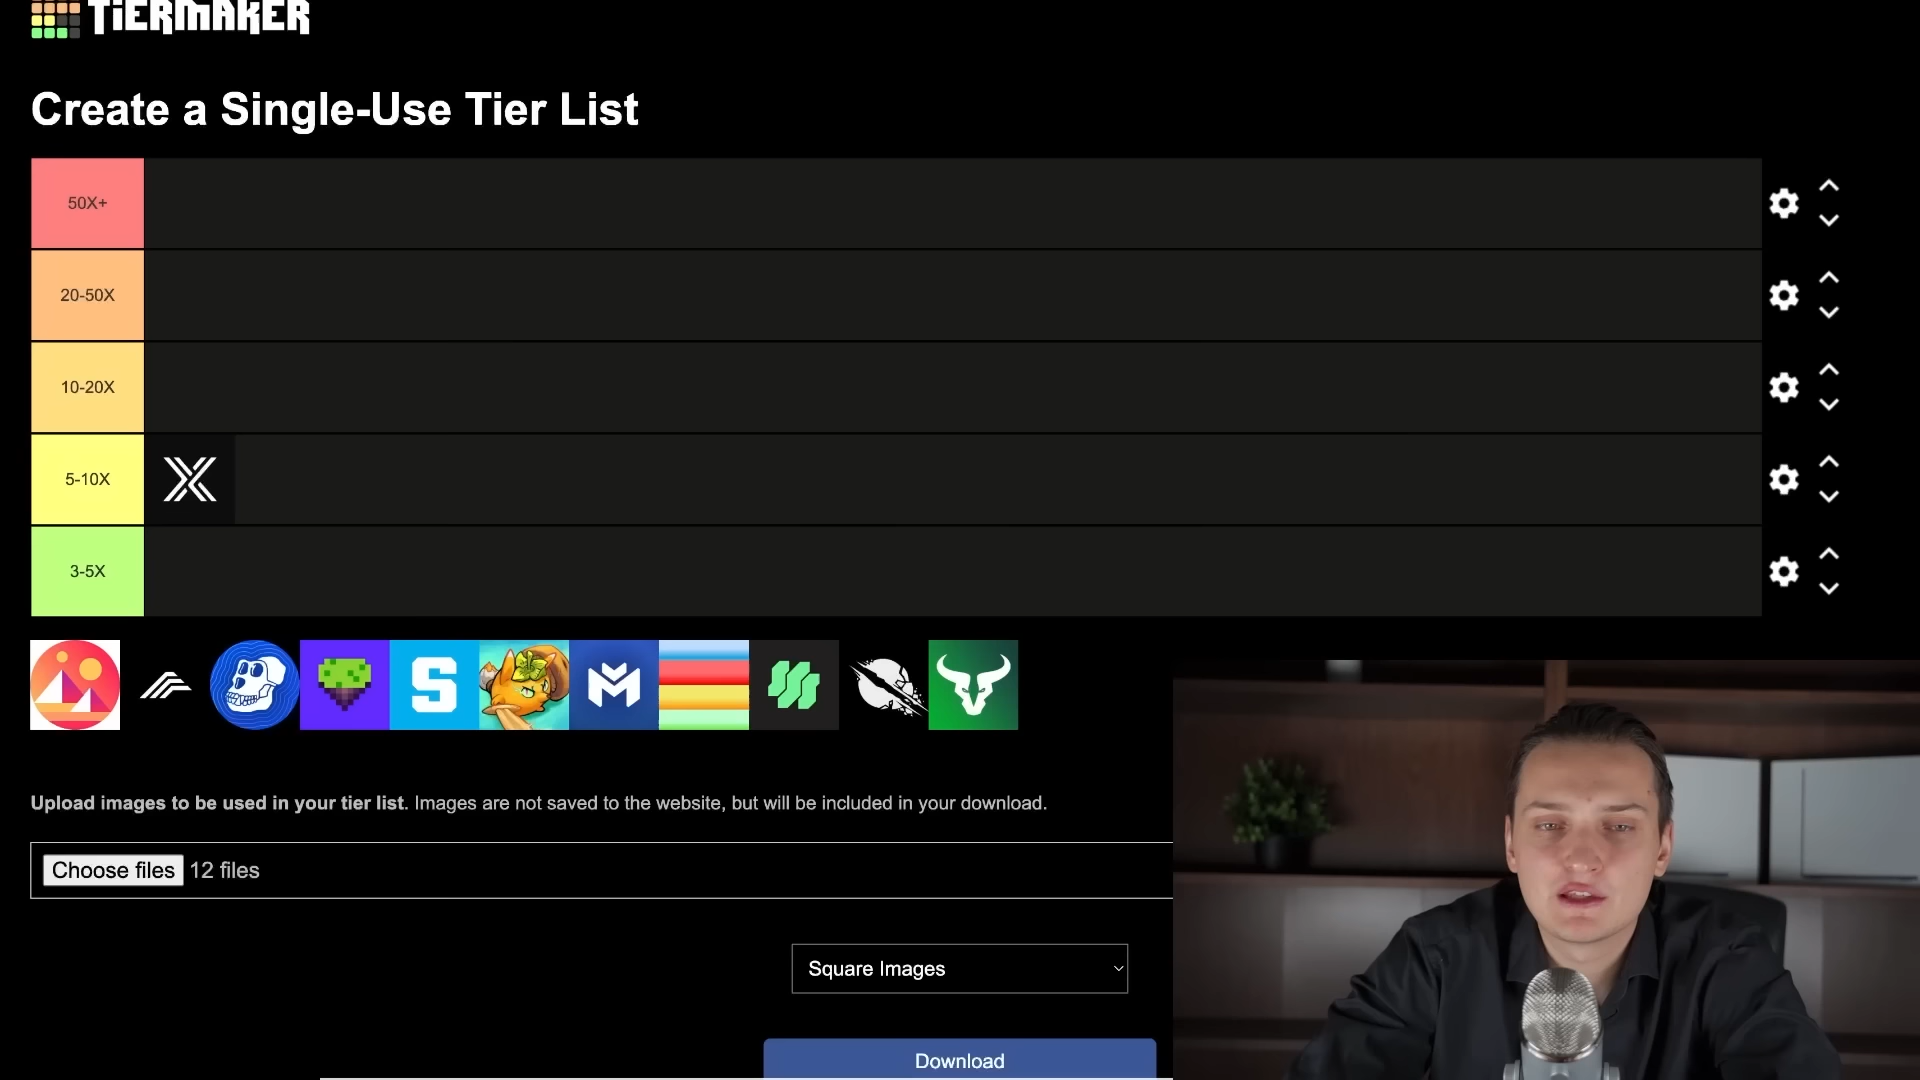 TiERMAKER
Create a Single-Use Tier List
50X+
20-50X
10-20X
5-10X
3-5X
Upload images to be used in your tier list. Images are not saved to the website, but will be included in your download.
Choose files 12 files
Square Images
Download